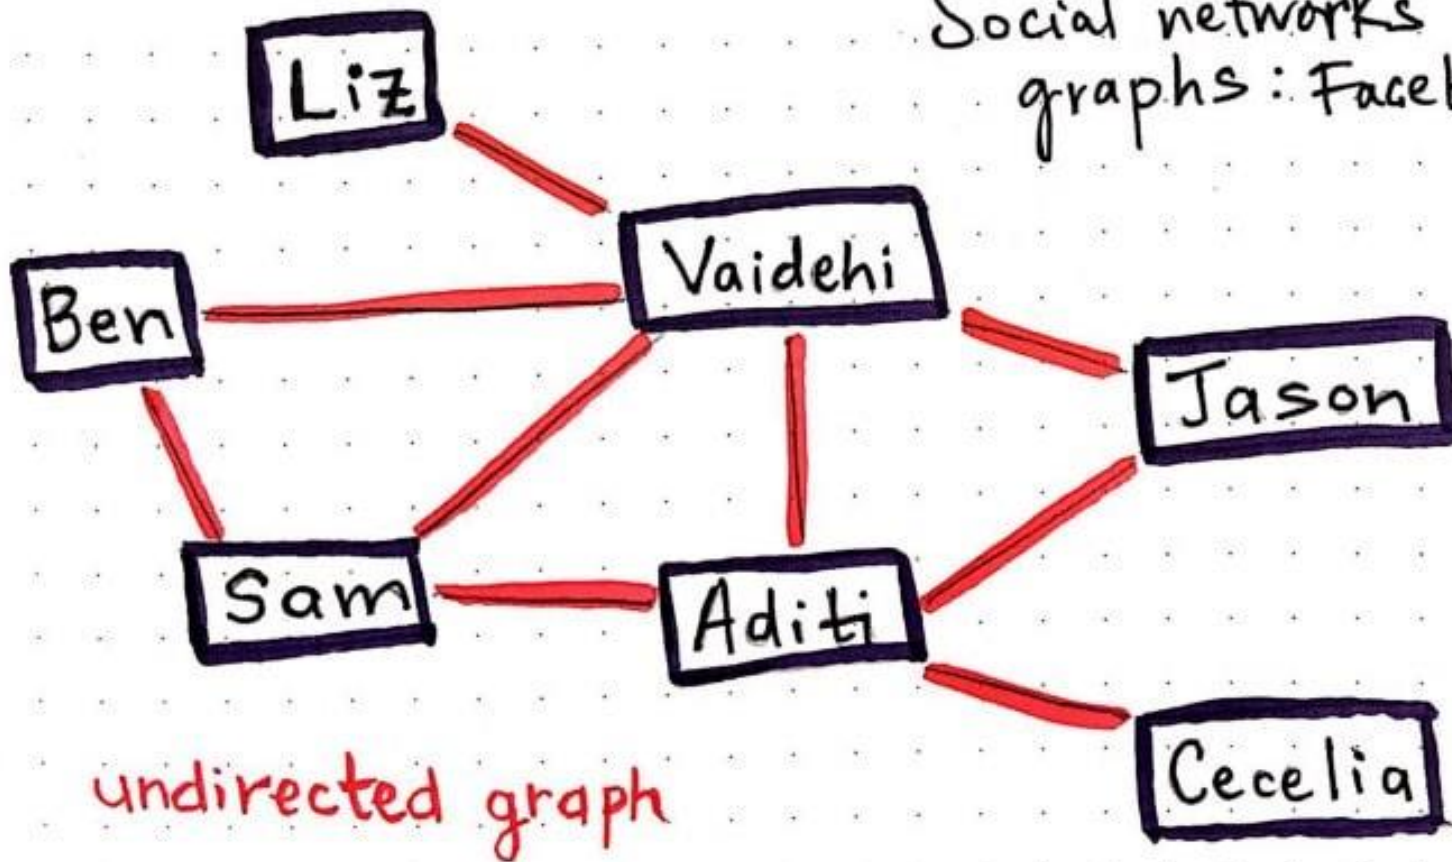 Social networks
graphs: Face
Liz
Vaidehi
Ben
Jason
Sam
Aditi
Cecelia
undirected graph